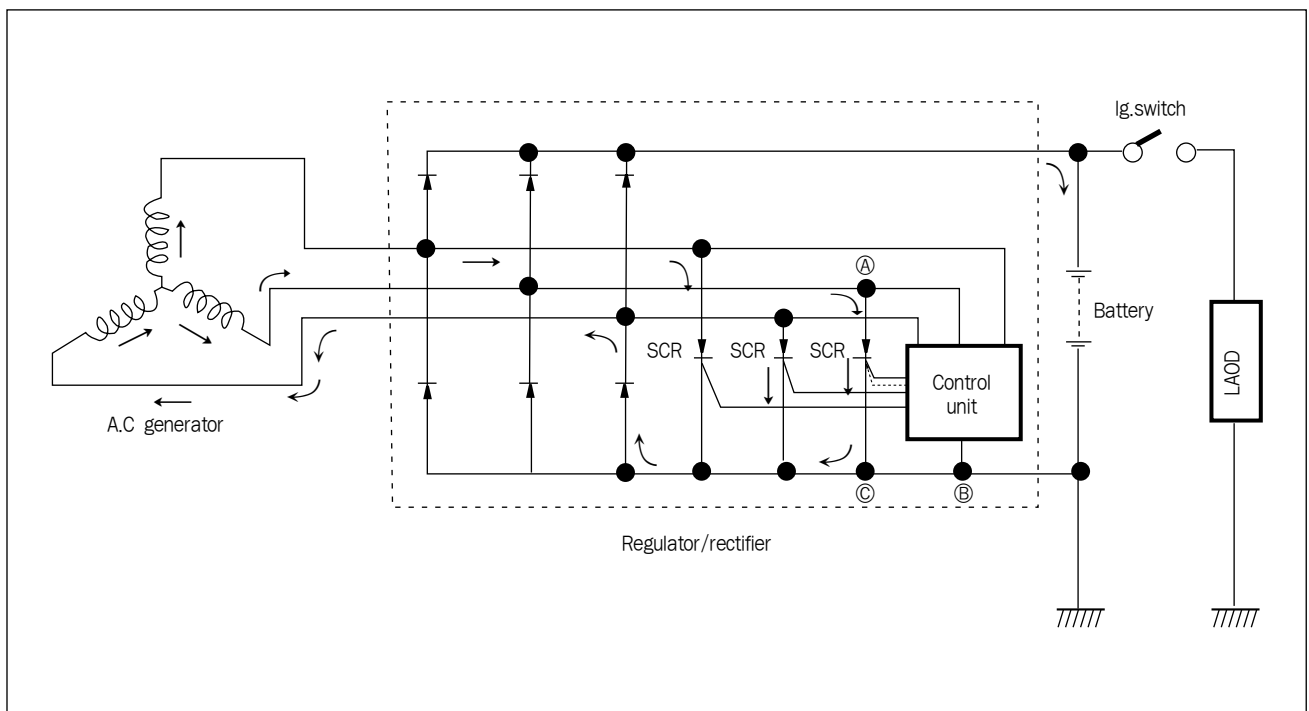 Ig.switch
Ⓐ
SCR
SCR
SCR
Battery
Control
unit
LAOD
A.C generator
Ⓒ
Ⓑ
Regulator/rectifier